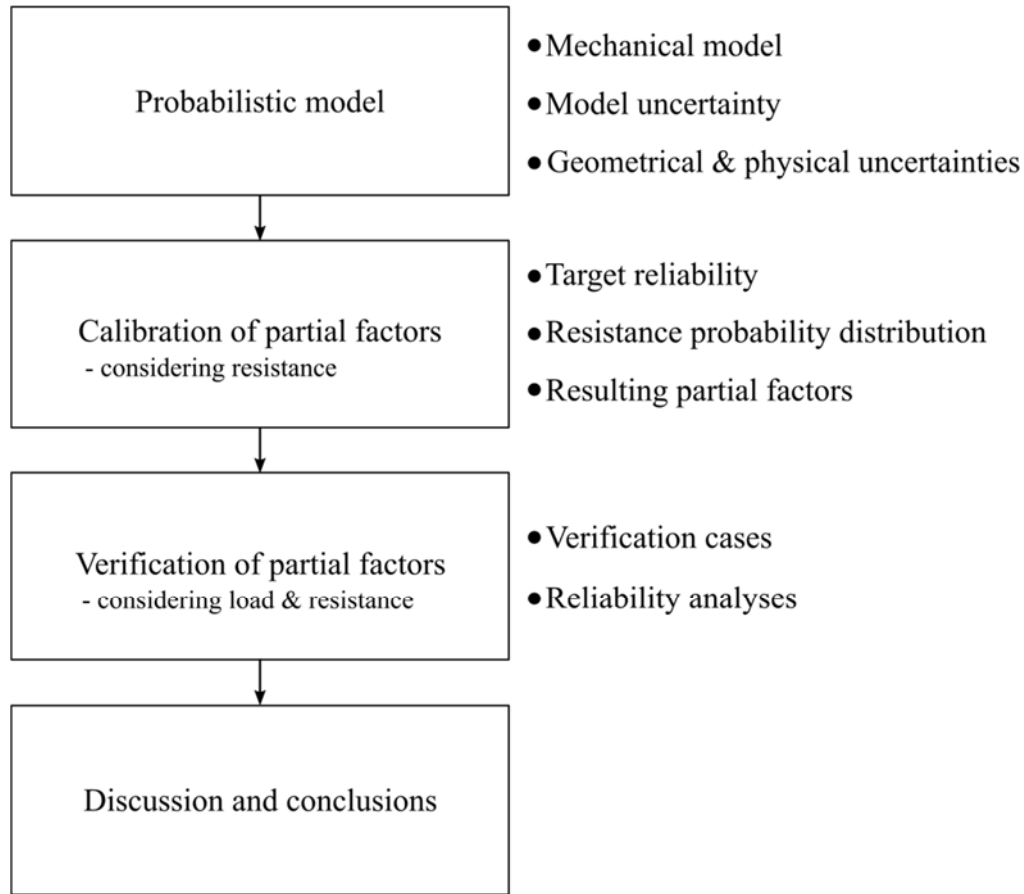 Probabilistic model
● Mechanical model
● Model uncertainty
● Geometrical & physical uncertainties
Calibration of partial factors
- considering resistance
● Target reliability
● Resistance probability distribution
● Resulting partial factors
Verification of partial factors
- considering load & resistance
● Verification cases
● Reliability analyses
Discussion and conclusions